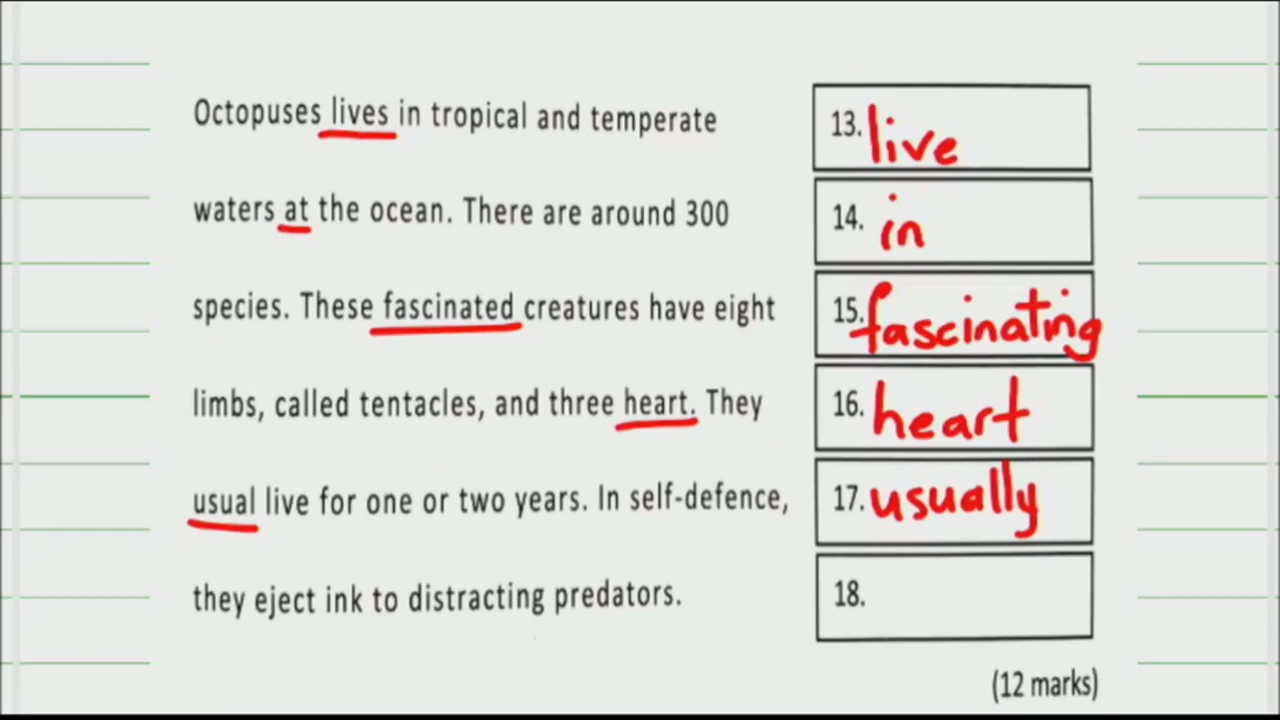 Octopuses lives in tropical and temperate
13. live
waters at the ocean. There are around 300
14. in
species. These fascinated creatures have eight
15. fascinating
limbs, called tentacles, and three heart. They
16. heart
usual live for one or two years. In self-defence,
17. usually
they eject ink to distracting predators.
18.
(12 marks)